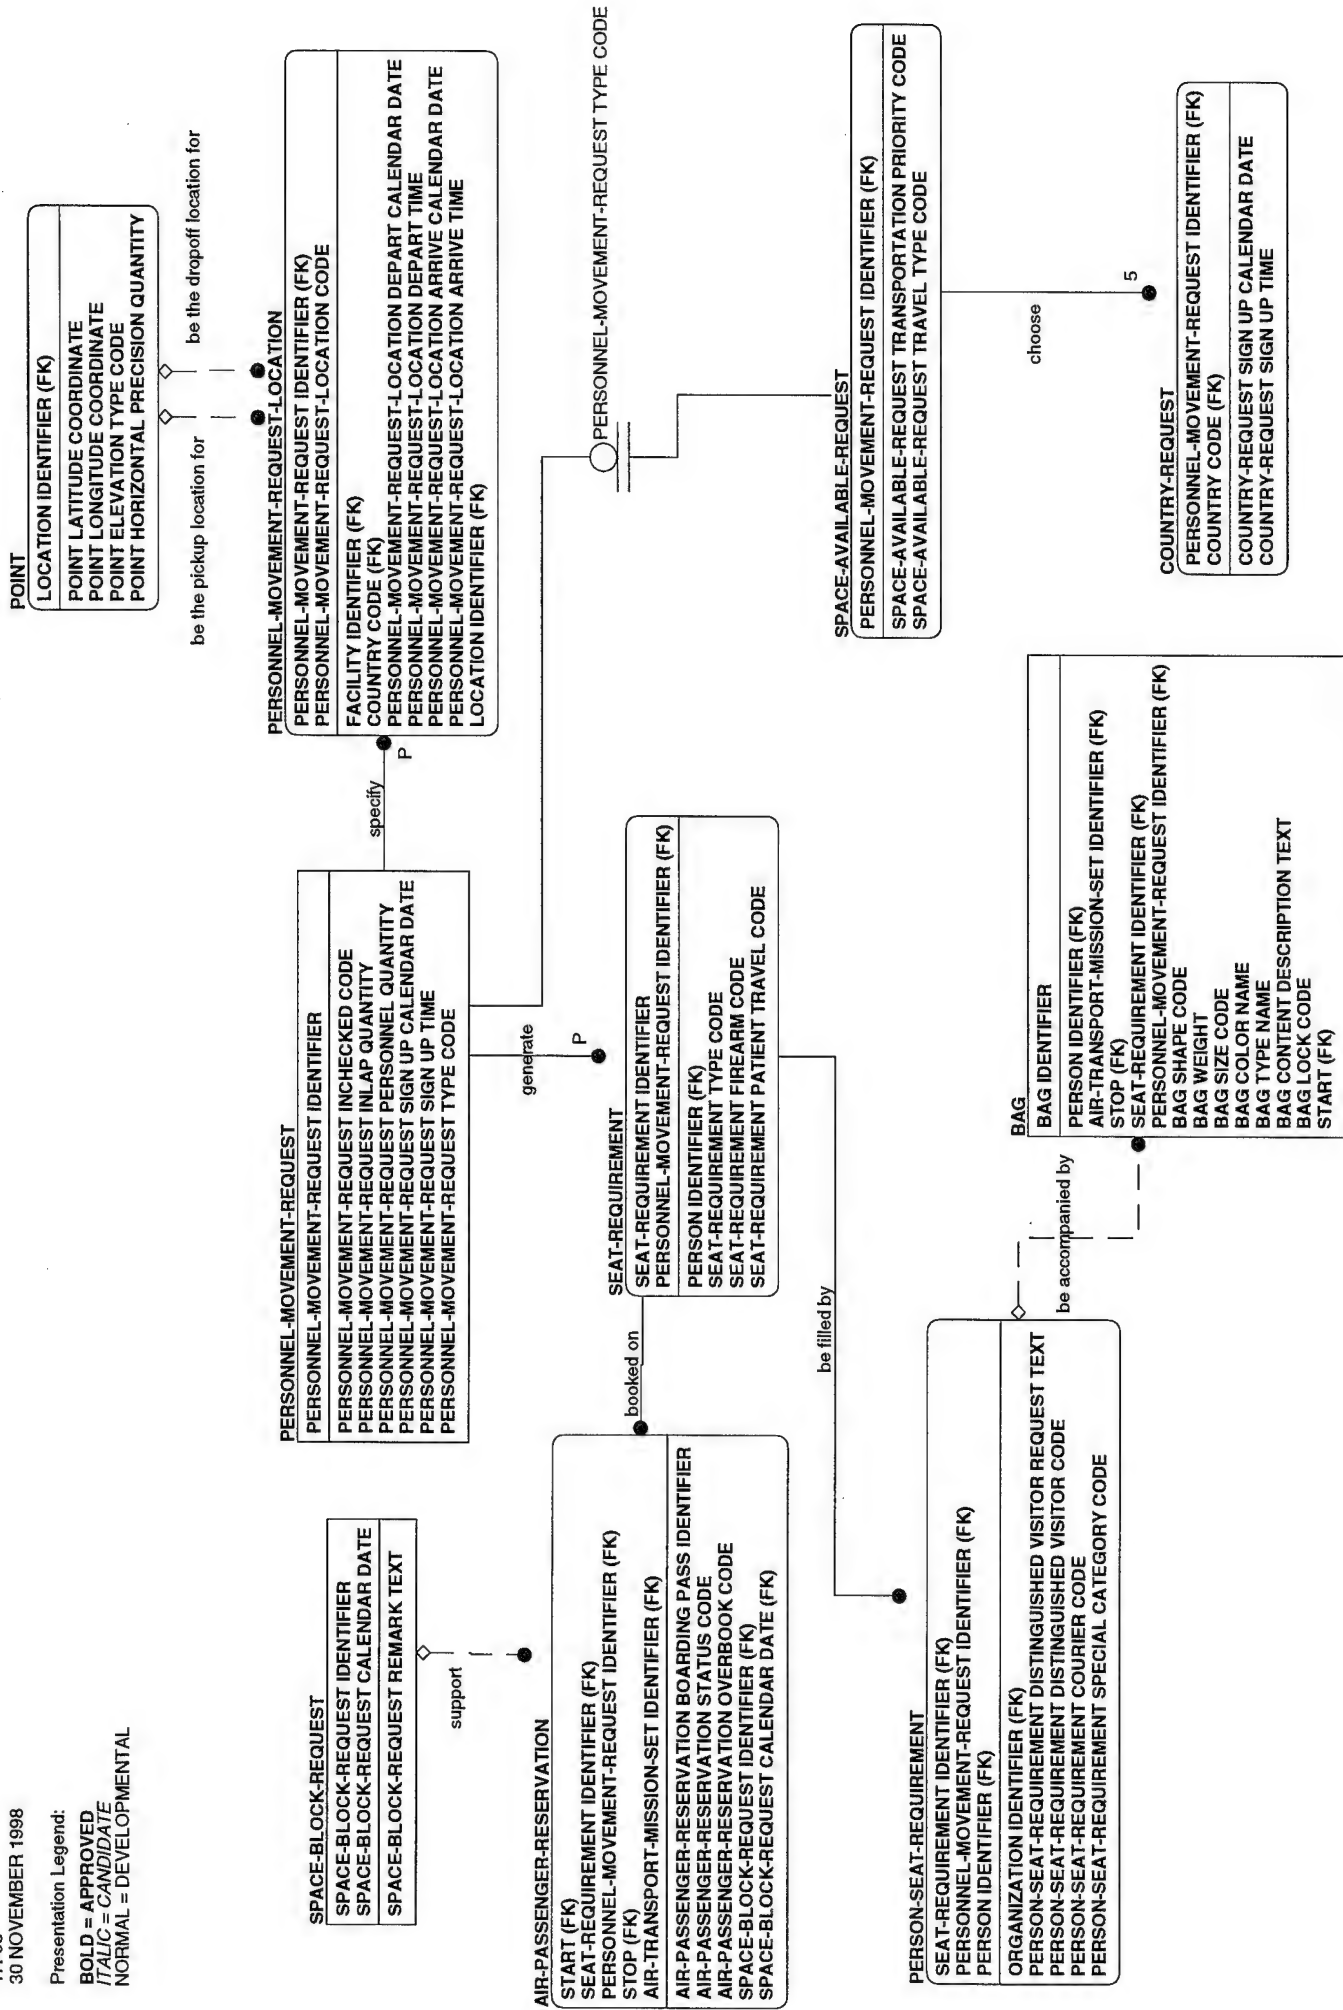 30 NOVEMBER 1998
Presentation Legend:
BOLD = APPROVED
ITALIC = CANDIDATE
NORMAL = DEVELOPMENTAL
SPACE-BLOCK-REQUEST
SPACE-BLOCK-REQUEST IDENTIFIER
SPACE-BLOCK-REQUEST CALENDAR DATE
SPACE-BLOCK-REQUEST REMARK TEXT
support
PERSONNEL-MOVEMENT-REQUEST
PERSONNEL-MOVEMENT-REQUEST IDENTIFIER
PERSONNEL-MOVEMENT-REQUEST INCHECKED CODE
PERSONNEL-MOVEMENT-REQUEST INLAP QUANTITY
PERSONNEL-MOVEMENT-REQUEST PERSONNEL QUANTITY
PERSONNEL-MOVEMENT-REQUEST SIGN UP CALENDAR DATE
PERSONNEL-MOVEMENT-REQUEST SIGN UP TIME
PERSONNEL-MOVEMENT-REQUEST TYPE CODE
specify
P
generate
P
POINT
LOCATION IDENTIFIER (FK)
POINT LATITUDE COORDINATE
POINT LONGITUDE COORDINATE
POINT ELEVATION TYPE CODE
POINT HORIZONTAL PRECISION QUANTITY
be the pickup location for
be the dropoff location for
PERSONNEL-MOVEMENT-REQUEST-LOCATION
PERSONNEL-MOVEMENT-REQUEST IDENTIFIER (FK)
PERSONNEL-MOVEMENT-REQUEST-LOCATION CODE
FACILITY IDENTIFIER (FK)
COUNTRY CODE (FK)
PERSONNEL-MOVEMENT-REQUEST-LOCATION DEPART CALENDAR DATE
PERSONNEL-MOVEMENT-REQUEST-LOCATION DEPART TIME
PERSONNEL-MOVEMENT-REQUEST-LOCATION ARRIVE CALENDAR DATE
PERSONNEL-MOVEMENT-REQUEST-LOCATION ARRIVE TIME
LOCATION IDENTIFIER (FK)
AIR-PASSENGER-RESERVATION
START (FK)
SEAT-REQUIREMENT IDENTIFIER (FK)
PERSONNEL-MOVEMENT-REQUEST IDENTIFIER (FK)
STOP (FK)
AIR-TRANSPORT-MISSION-SET IDENTIFIER (FK)
AIR-PASSENGER-RESERVATION BOARDING PASS IDENTIFIER
AIR-PASSENGER-RESERVATION STATUS CODE
AIR-PASSENGER-RESERVATION OVERBOOK CODE
SPACE-BLOCK-REQUEST IDENTIFIER (FK)
SPACE-BLOCK-REQUEST CALENDAR DATE (FK)
booked on
SEAT-REQUIREMENT
SEAT-REQUIREMENT IDENTIFIER
PERSONNEL-MOVEMENT-REQUEST IDENTIFIER (FK)
PERSON IDENTIFIER (FK)
SEAT-REQUIREMENT TYPE CODE
SEAT-REQUIREMENT FIREARM CODE
SEAT-REQUIREMENT PATIENT TRAVEL CODE
PERSONNEL-MOVEMENT-REQUEST TYPE CODE
be filled by
SPACE-AVAILABLE-REQUEST
PERSONNEL-MOVEMENT-REQUEST IDENTIFIER (FK)
SPACE-AVAILABLE-REQUEST TRANSPORTATION PRIORITY CODE
SPACE-AVAILABLE-REQUEST TRAVEL TYPE CODE
choose
5
PERSON-SEAT-REQUIREMENT
SEAT-REQUIREMENT IDENTIFIER (FK)
PERSONNEL-MOVEMENT-REQUEST IDENTIFIER (FK)
PERSON IDENTIFIER (FK)
ORGANIZATION IDENTIFIER (FK)
PERSON-SEAT-REQUIREMENT DISTINGUISHED VISITOR REQUEST TEXT
PERSON-SEAT-REQUIREMENT DISTINGUISHED VISITOR CODE
PERSON-SEAT-REQUIREMENT COURIER CODE
PERSON-SEAT-REQUIREMENT SPECIAL CATEGORY CODE
be accompanied by
BAG
BAG IDENTIFIER
PERSON IDENTIFIER (FK)
AIR-TRANSPORT-MISSION-SET IDENTIFIER (FK)
STOP (FK)
SEAT-REQUIREMENT IDENTIFIER (FK)
PERSONNEL-MOVEMENT-REQUEST IDENTIFIER (FK)
BAG SHAPE CODE
BAG WEIGHT
BAG SIZE CODE
BAG COLOR NAME
BAG TYPE NAME
BAG CONTENT DESCRIPTION TEXT
BAG LOCK CODE
START (FK)
COUNTRY-REQUEST
PERSONNEL-MOVEMENT-REQUEST IDENTIFIER (FK)
COUNTRY CODE (FK)
COUNTRY-REQUEST SIGN UP CALENDAR DATE
COUNTRY-REQUEST SIGN UP TIME